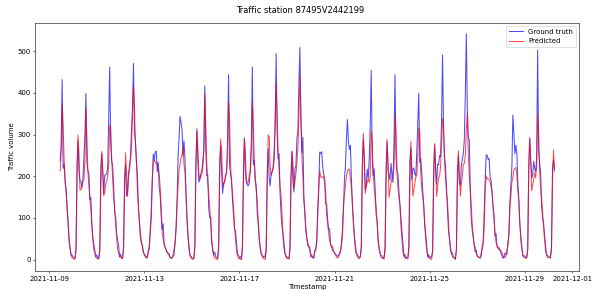 Traffic station 87495V2442199
Ground truth
Predicted
Traffic volume
500
400
300
200
100
0
2021-11-09
2021-11-13
2021-11-17
2021-11-21
2021-11-25
2021-11-29
2021-12-01
Timestamp